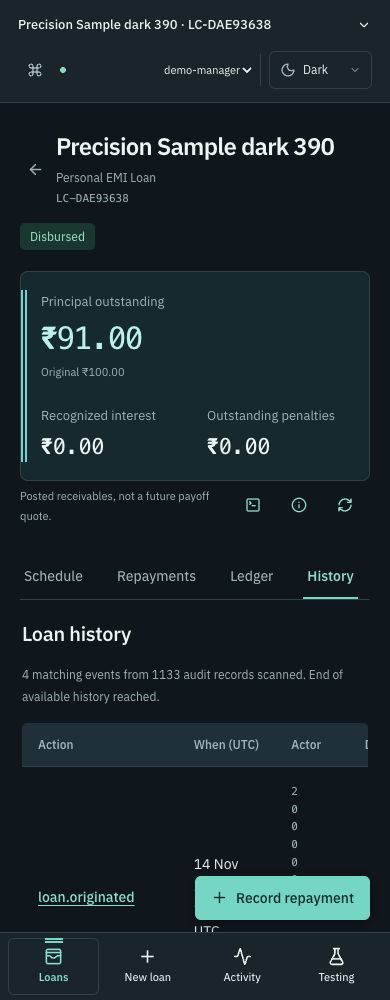 Precision Sample dark 390 · LC-DAE93638
⌘ demo-manager Dark
Precision Sample dark 390
Personal EMI Loan
LC-DAE93638
Disbursed
Principal outstanding
₹91.00
Original ₹100.00
Recognized interest Outstanding penalties
₹0.00 ₹0.00
Posted receivables, not a future payoff
quote.
Schedule Repayments Ledger History
Loan history
4 matching events from 1133 audit records scanned. End of
available history reached.
Action When (UTC) Actor
2
0
0
0
0
14 Nov
loan.originated
Record repayment
UTC
Loans New loan Activity Testing